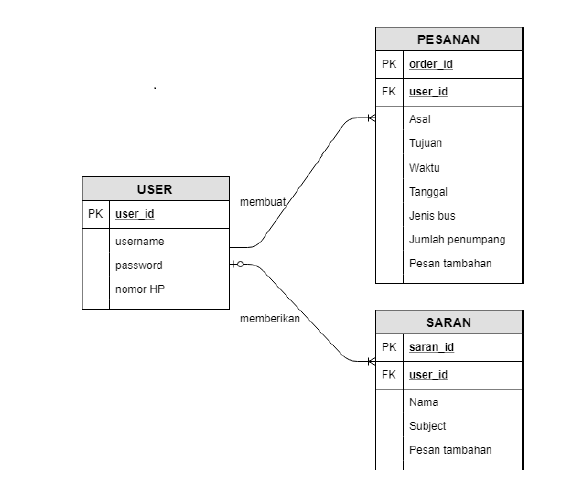 PESANAN
PK order_id
FK user_id
Asal
Tujuan
Waktu
Tanggal
Jenis bus
Jumlah penumpang
Pesan tambahan
USER
PK user_id
username
password
nomor HP
membuat
memberikan
SARAN
PK saran_id
FK user_id
Nama
Subject
Pesan tambahan